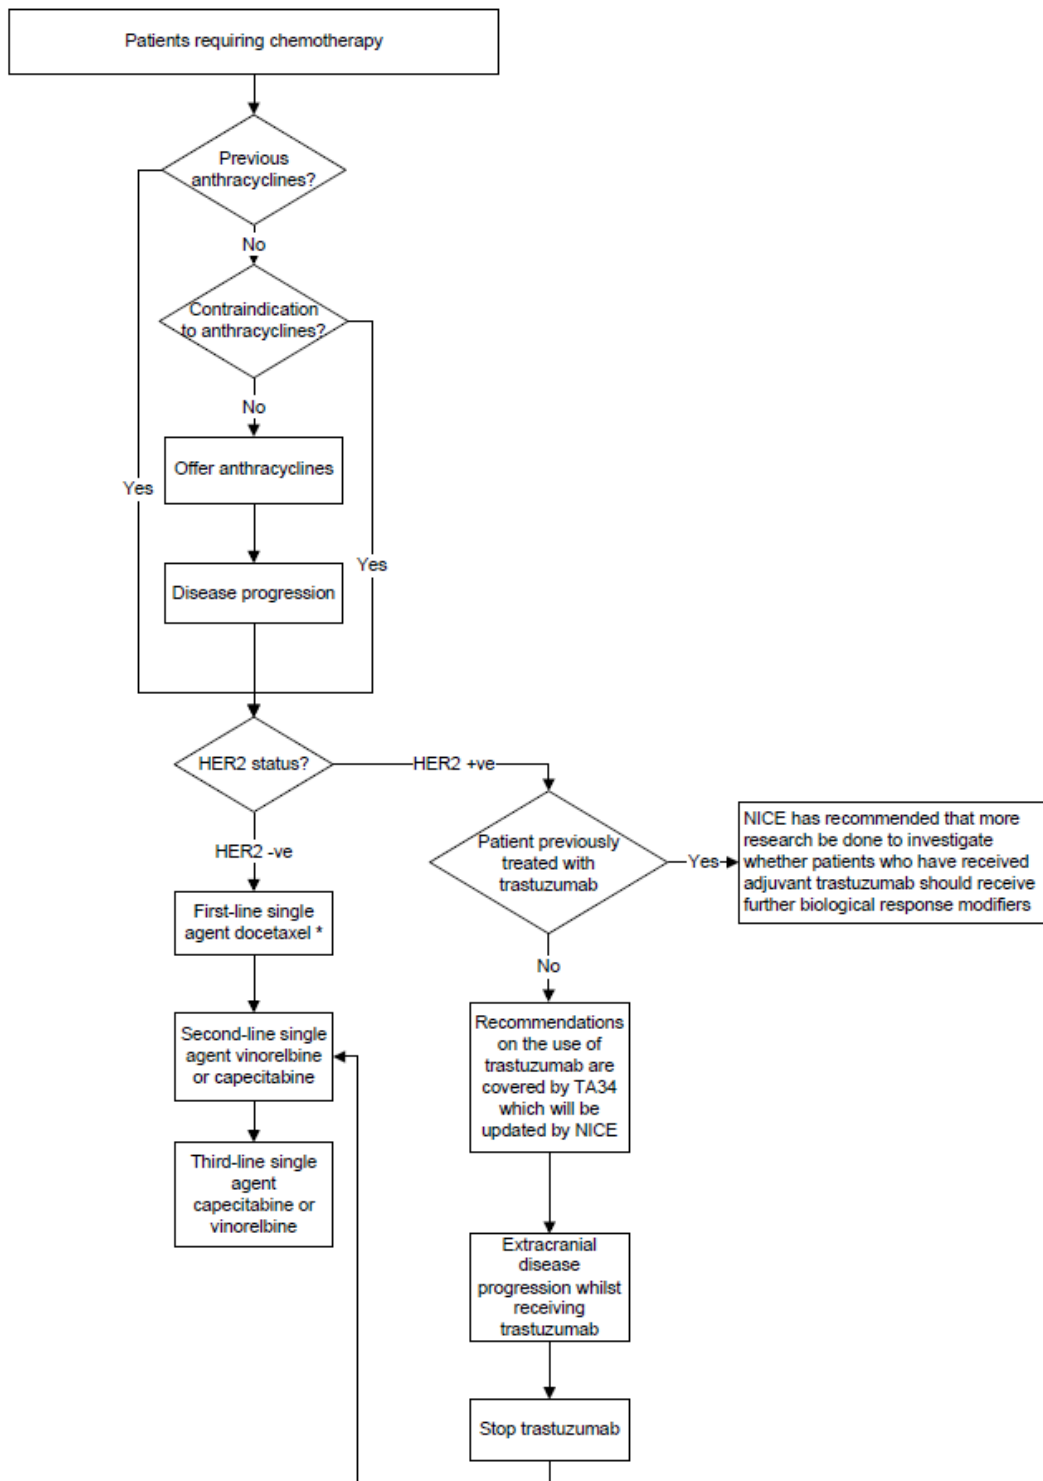 Patients requiring chemotherapy
Previous
anthracyclines?
No
Contraindication
to anthracyclines?
No
Offer anthracyclines
Yes
Disease progression
Yes
HER2 status?
HER2 +ve
HER2 -ve
Patient previously
treated with
trastuzumab
Yes
NICE has recommended that more
research be done to investigate
whether patients who have received
adjuvant trastuzumab should receive
further biological response modifiers
First-line single
agent docetaxel *
No
Second-line single
agent vinorelbine
or capecitabine
Recommendations
on the use of
trastuzumab are
covered by TA34
which will be
updated by NICE
Third-line single
agent
capecitabine or
vinorelbine
Extracranial
disease
progression whilst
receiving
trastuzumab
Stop trastuzumab